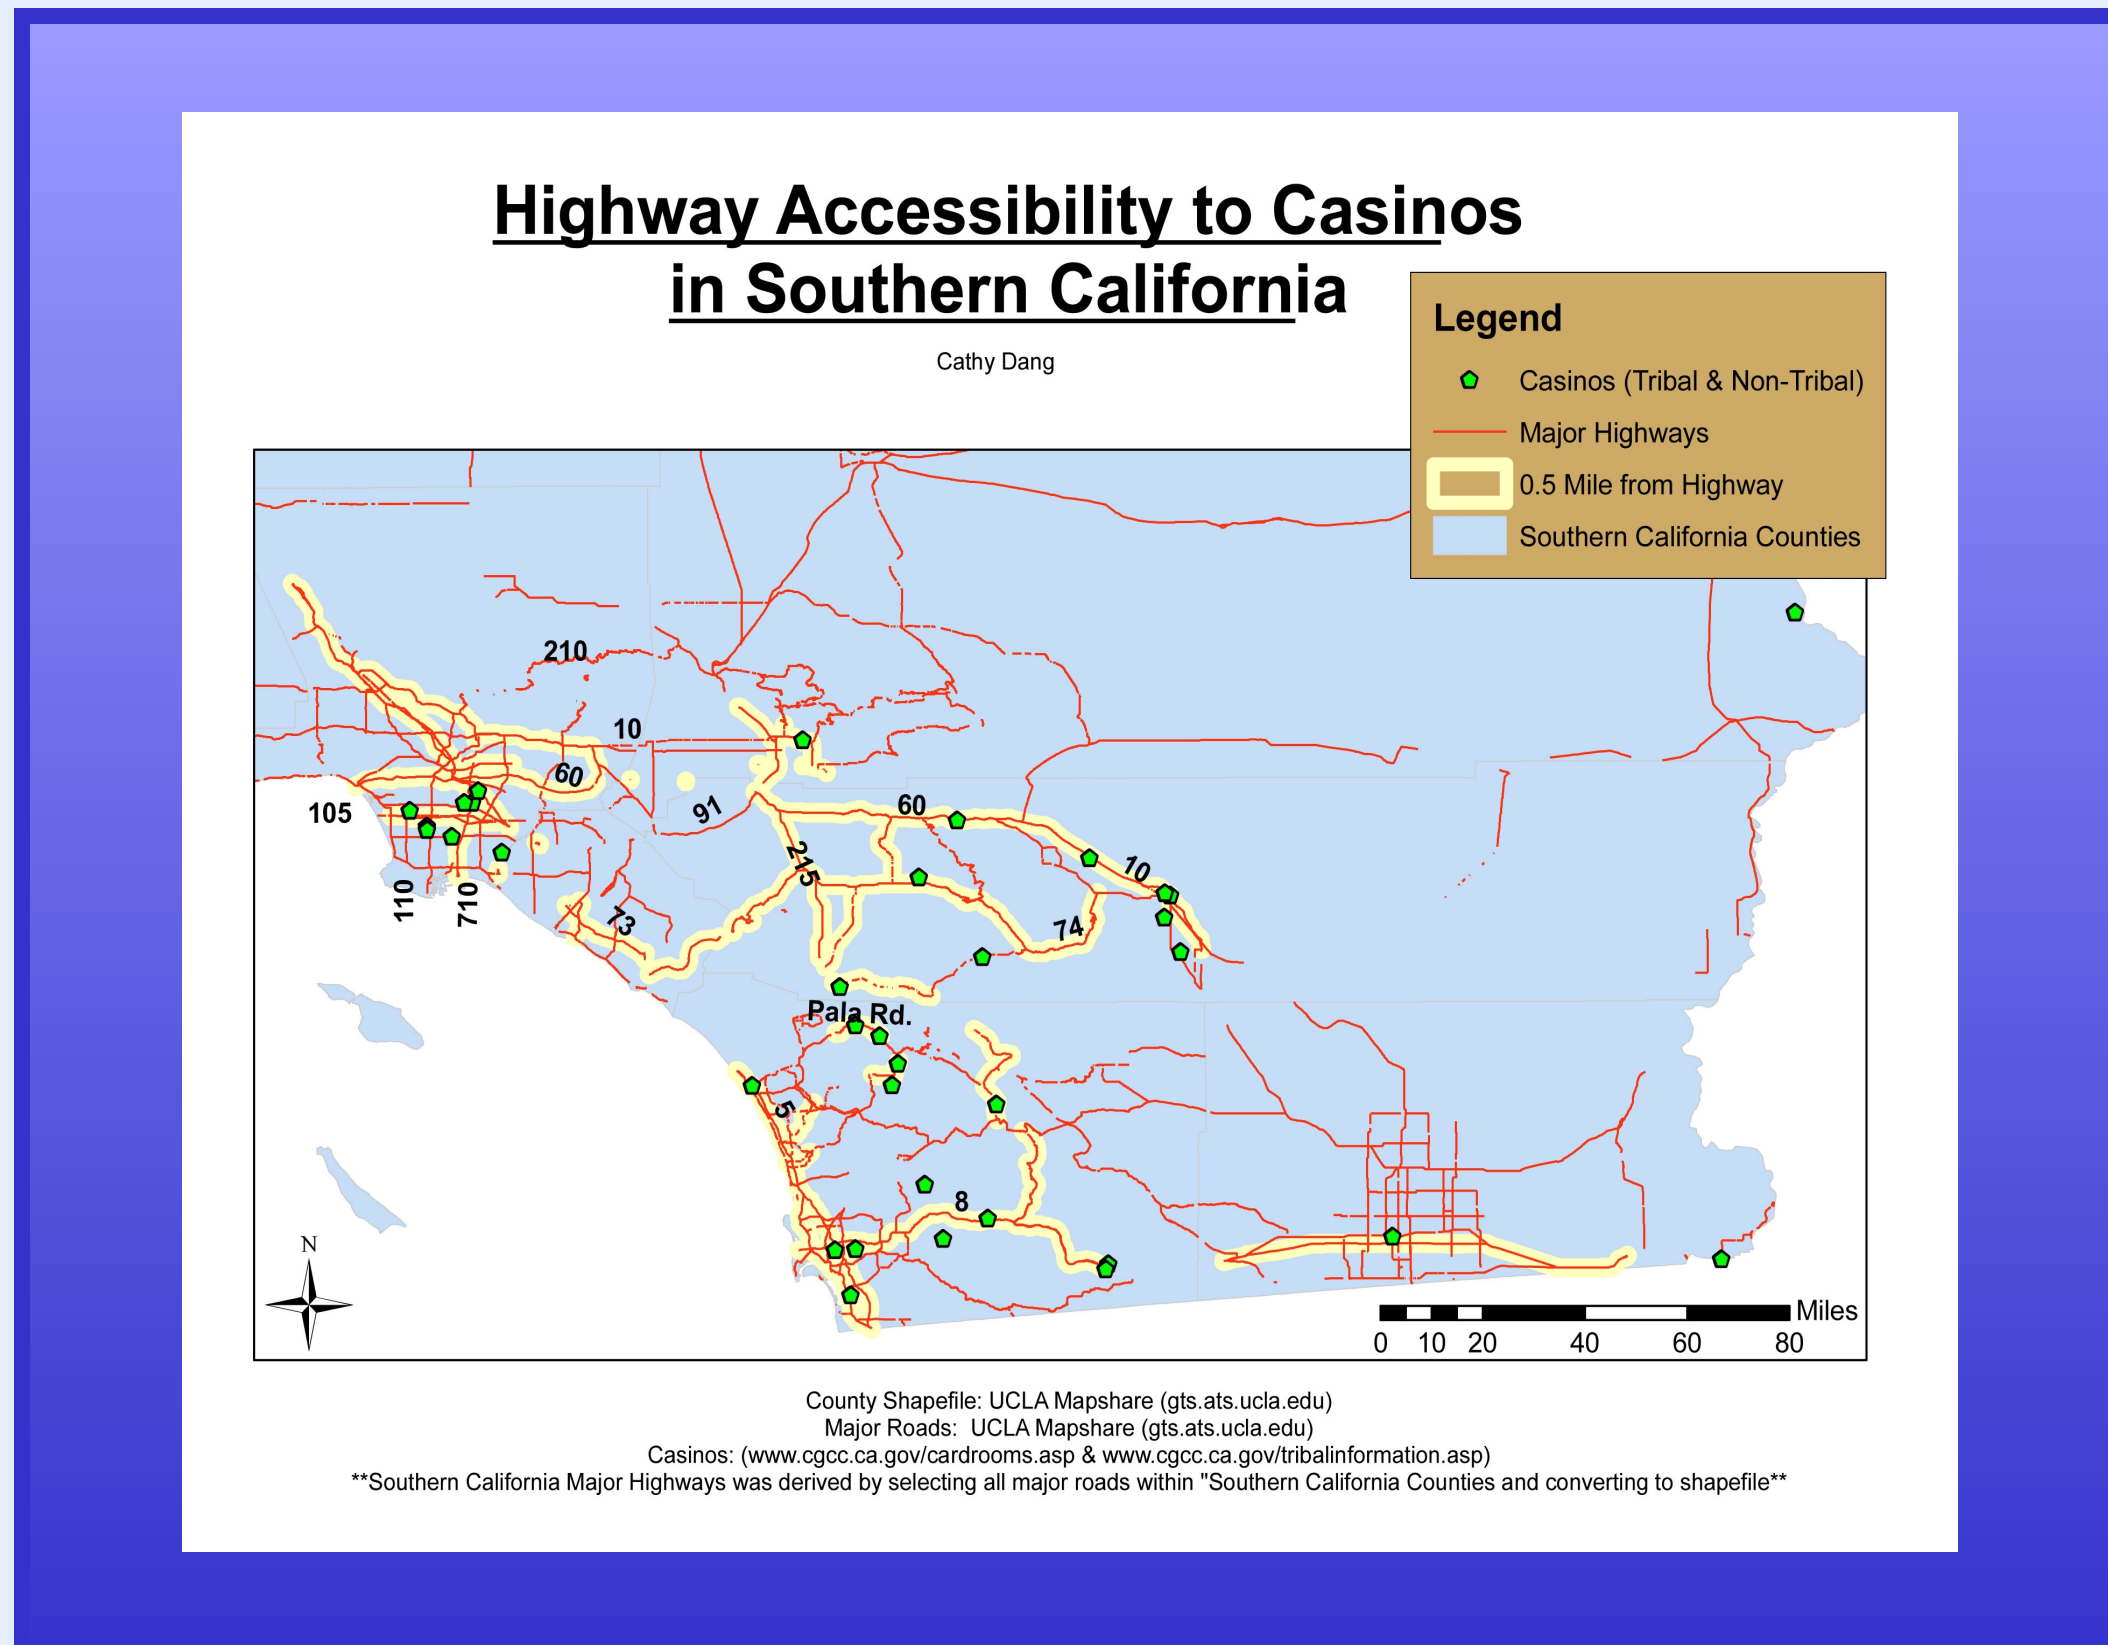 Highway Accessibility to Casinos
in Southern California
Cathy Dang
Legend
Casinos (Tribal & Non-Tribal)
Major Highways
0.5 Mile from Highway
Southern California Counties
210
10
60
105
91
60
215
10
110
710
73
74
Pala Rd.
5
8
N
Miles
0 10 20 40 60 80
County Shapefile: UCLA Mapshare (gts.ats.ucla.edu)
Major Roads: UCLA Mapshare (gts.ats.ucla.edu)
Casinos: (www.cgcc.ca.gov/cardrooms.asp & www.cgcc.ca.gov/tribalinformation.asp)
**Southern California Major Highways was derived by selecting all major roads within "Southern California Counties and converting to shapefile**